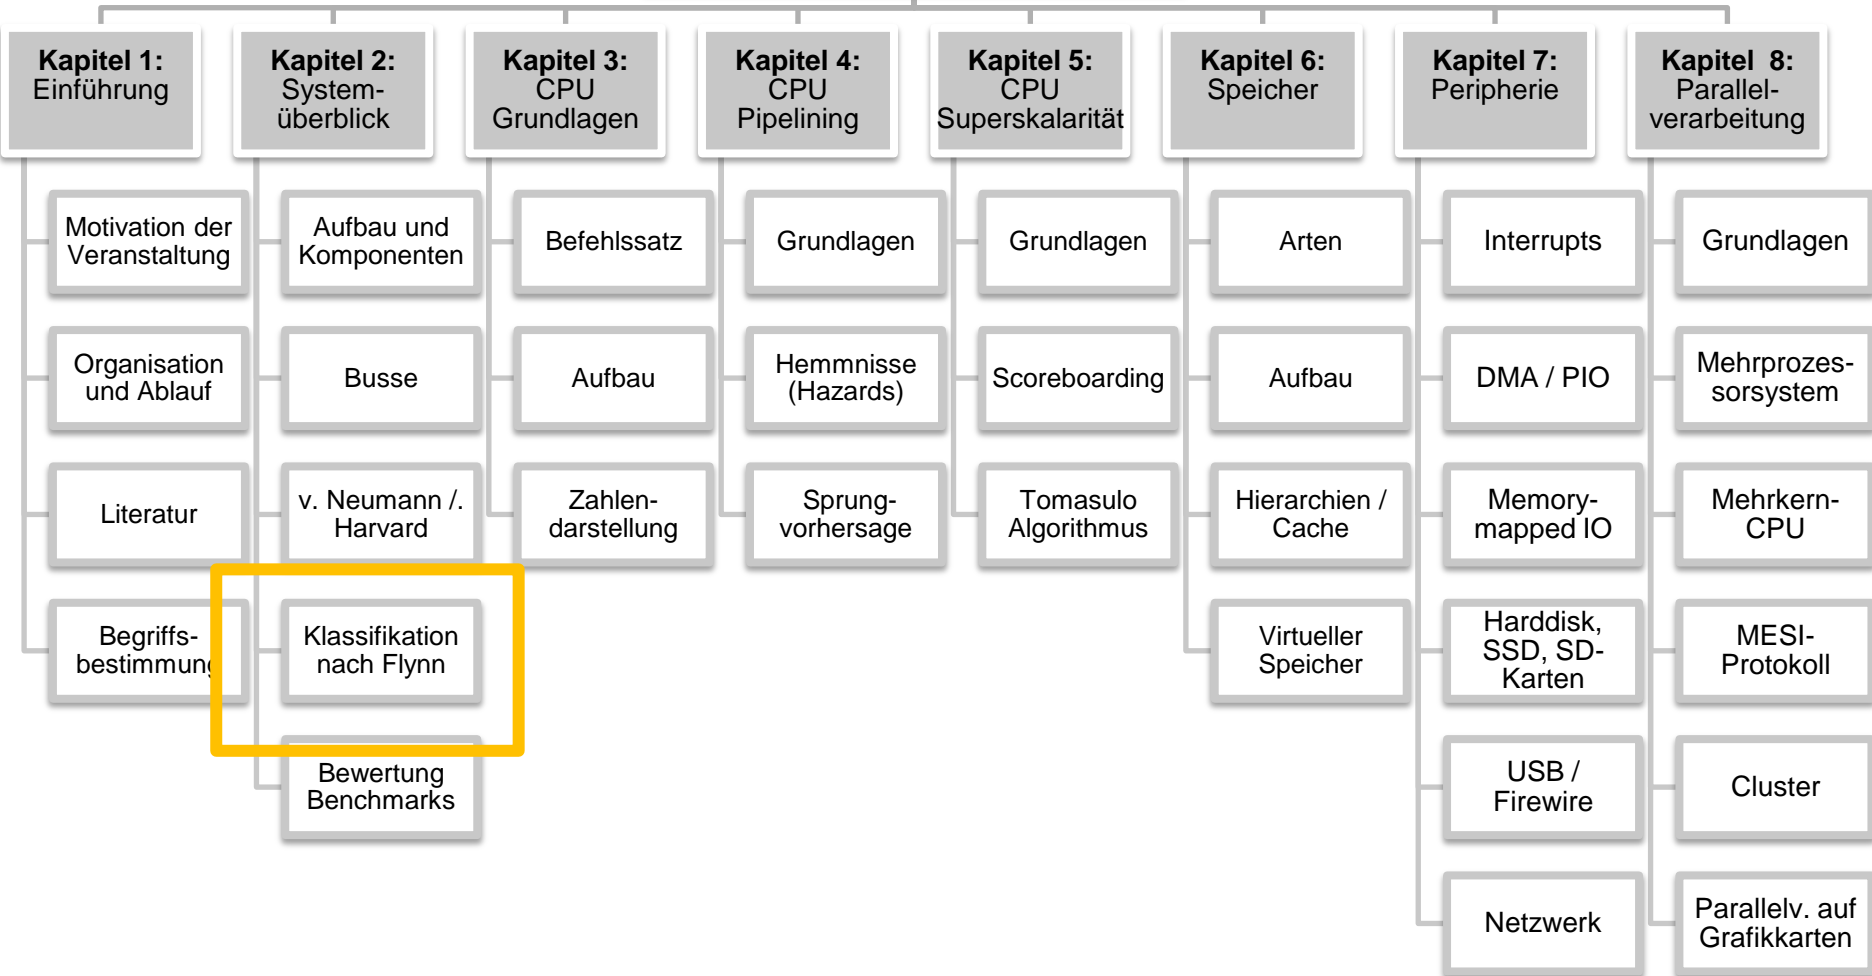 Kapitel 1:
Einführung
Motivation der
Veranstaltung
Organisation
und Ablauf
Literatur
Begriffs-
bestimmung
Kapitel 2:
System-
überblick
Aufbau und
Komponenten
Busse
v. Neumann /.
Harvard
Klassifikation
nach Flynn
Bewertung
Benchmarks
Kapitel 3:
CPU
Grundlagen
Befehlssatz
Aufbau
Zahlen-
darstellung
Kapitel 4:
CPU
Pipelining
Grundlagen
Hemmnisse
(Hazards)
Sprung-
vorhersage
Kapitel 5:
CPU
Superskalarität
Grundlagen
Scoreboarding
Tomasulo
Algorithmus
Kapitel 6:
Speicher
Arten
Aufbau
Hierarchien /
Cache
Virtueller
Speicher
Kapitel 7:
Peripherie
Interrupts
DMA / PIO
Memory-
mapped IO
Harddisk,
SSD, SD-
Karten
USB /
Firewire
Netzwerk
Kapitel 8:
Parallel-
verarbeitung
Grundlagen
Mehrprozes-
sorsystem
Mehrkern-
CPU
MESI-
Protokoll
Cluster
Parallelv. auf
Grafikkarten